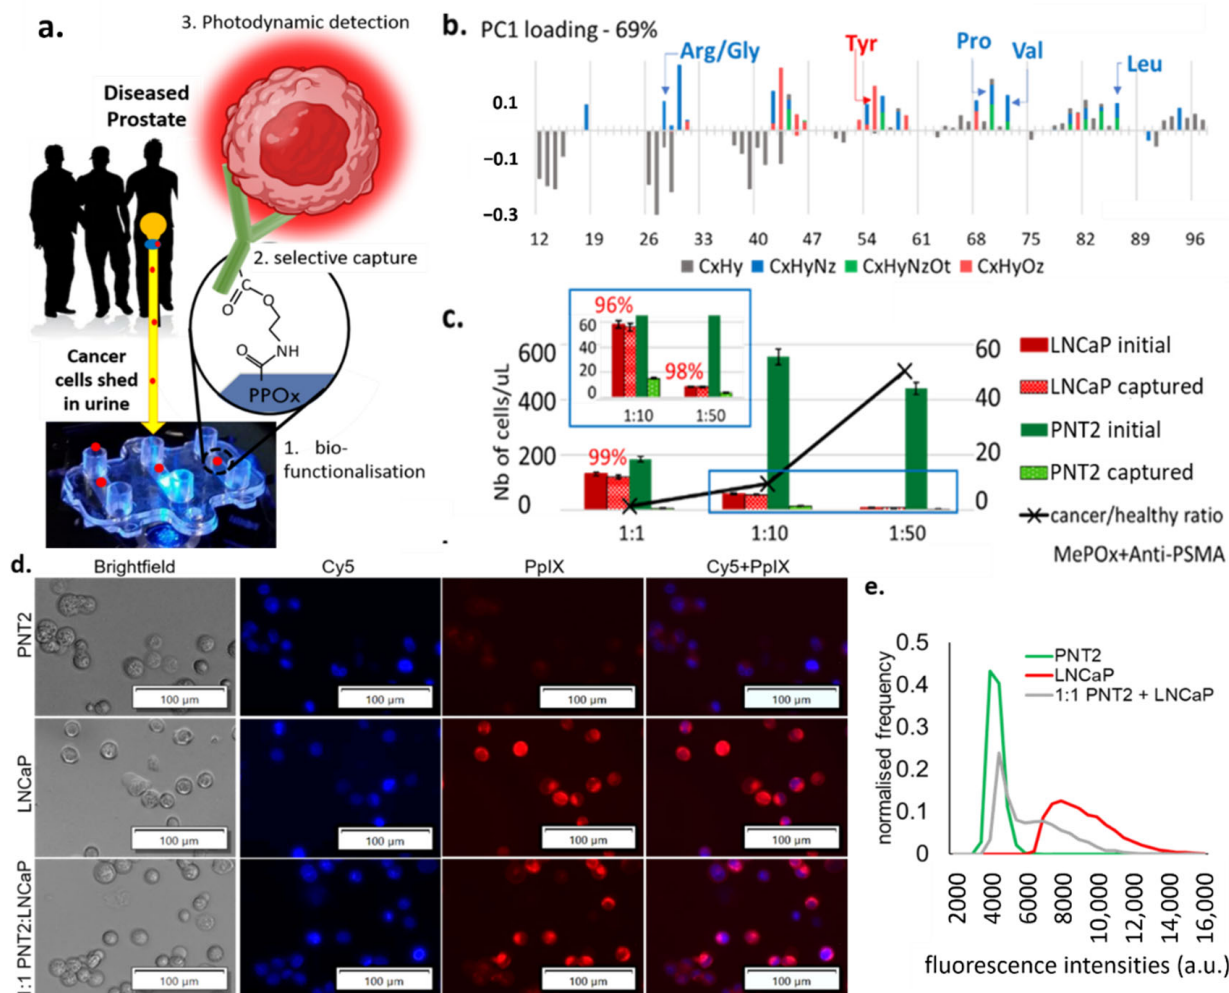 a.
3. Photodynamic detection
Diseased
Prostate
2. selective capture
O
O
NH
O
PPOx
Cancer
cells shed
in urine
1. bio-
functionalisation
b. PC1 loading - 69%
Arg/Gly
Tyr
Pro
Val
Leu
0.1
−0.1
−0.3
12 19 26 33 40 47 54 61 68 75 82 89 96
CxHy CxHyNz CxHyNzOt CxHyOz
c.
96%
98%
60
40
20
0
1:10 1:50
Nb of cells/uL
600
400
200
0
99%
60
40
20
0
1:1 1:10 1:50
LNCaP initial
LNCaP captured
PNT2 initial
PNT2 captured
cancer/healthy ratio
MePOx+Anti-PSMA
d.
Brightfield Cy5 PpIX Cy5+PpIX
PNT2
100 µm 100 µm 100 µm 100 µm
LNCaP
100 µm 100 µm 100 µm 100 µm
1:1 PNT2:LNCaP
100 µm 100 µm 100 µm 100 µm
e.
normalised frequency
0.5
0.4
0.3
0.2
0.1
0
PNT2
LNCaP
1:1 PNT2 + LNCaP
2000 4000 6000 8000 10,000 12,000 14,000 16,000
fluorescence intensities (a.u.)